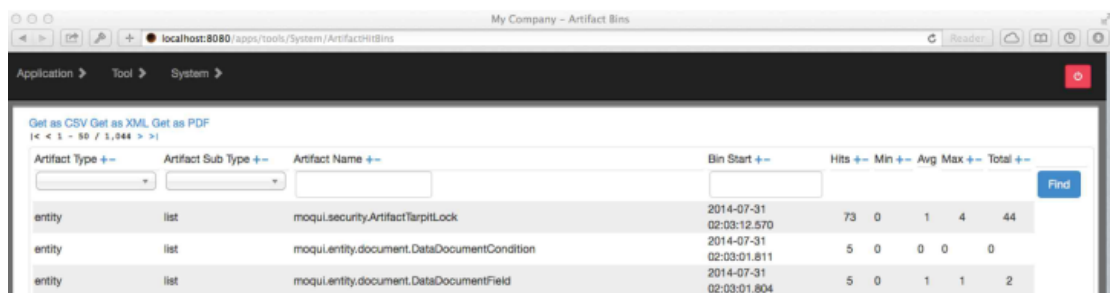 My Company – Artifact Bins
localhost:8080/apps/tools/System/ArtifactHitBins
Reader
Application
Tool
System
Get as CSV Get as XML Get as PDF
|< < 1 - 50 / 1,044 > >|
Artifact Type +– Artifact Sub Type +– Artifact Name +– Bin Start +– Hits +– Min +– Avg Max +– Total +–
Find
entity list moqui.security.ArtifactTarpitLock 2014-07-31 73 0 1 4 44
02:03:12.570
entity list moqui.entity.document.DataDocumentCondition 2014-07-31 5 0 0 0 0
02:03:01.811
entity list moqui.entity.document.DataDocumentField 2014-07-31 5 0 1 1 2
02:03:01.804